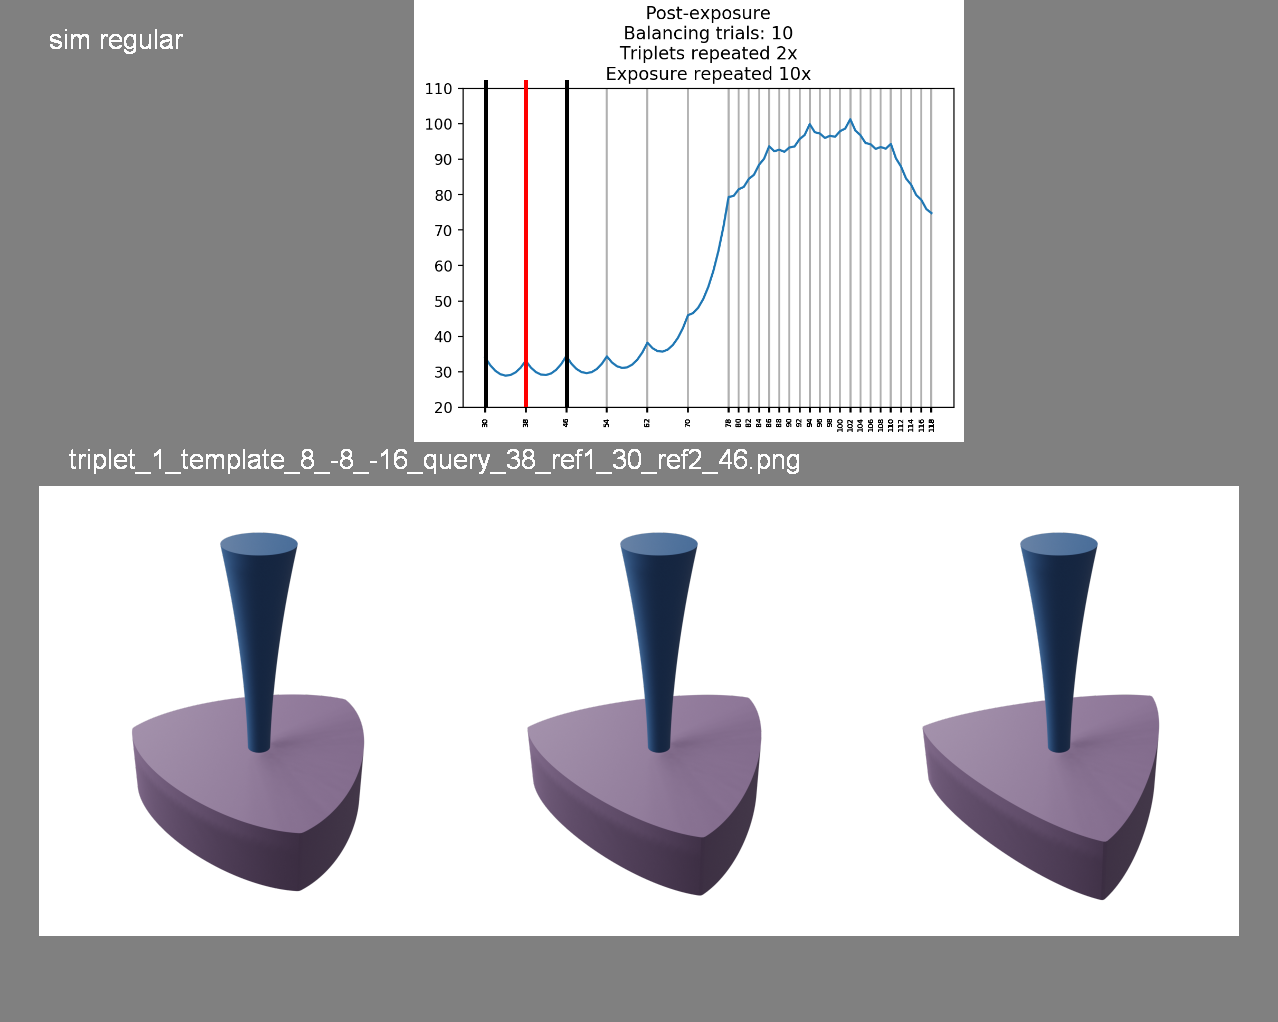 sim regular
Post-exposure
Balancing trials: 10
Triplets repeated 2x
Exposure repeated 10x
110
100
90
80
70
60
50
40
30
20
30 38 46 54 62 70 78 80 82 84 86 88 90 92 94 96 98 100 102 104 106 108 110 112 114 116 118
triplet_1_template_8_-8_-16_query_38_ref1_30_ref2_46.png